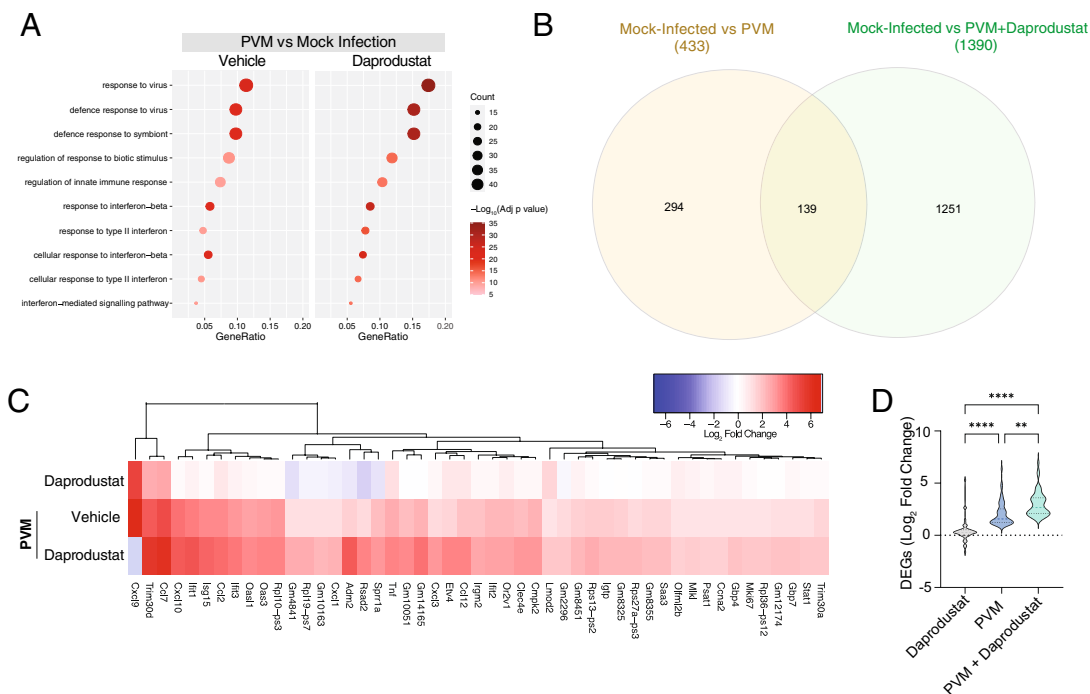 A
PVM vs Mock Infection
Vehicle
Daprodustat
response to virus
defence response to virus
defence response to symbiont
regulation of response to biotic stimulus
regulation of innate immune response
response to interferon−beta
response to type II interferon
cellular response to interferon−beta
cellular response to type II interferon
interferon−mediated signalling pathway
0.05 0.10 0.15 0.20
0.05 0.10 0.15 0.20
GeneRatio
GeneRatio
Count
15
20
25
30
35
40
−Log10(Adj p value)
35
30
25
20
15
10
5
B
Mock-Infected vs PVM
(433)
Mock-Infected vs PVM+Daprodustat
(1390)
294
139
1251
C
−6 −4 −2 0 2 4 6
Log2 Fold Change
Daprodustat
PVM
Vehicle
Daprodustat
Cxcl9
Trim30d
Ccl7
Cxcl10
Ifit1
Isg15
Ccl2
Ifit3
Oasl1
Oas3
Rpl10−ps3
Gm4841
Rpl19−ps7
Gm10163
Cxcl1
Adm2
Rsad2
Sprr1a
Tnf
Gm10051
Gm14165
Cxcl3
Etv4
Ccl12
Irgm2
Ifit2
Or2v1
Clec4e
Cmpk2
Lmod2
Gm2296
Gm8451
Rps13−ps2
Igtp
Gm8325
Rps27a−ps3
Gm8355
Saa3
Olfml2b
Mlkl
Psat1
Ccna2
Gbp4
Mki67
Rpl36−ps12
Gm12174
Gbp7
Stat1
Trim30a
D
****
**** **
DEGs (Log2 Fold Change)
10
5
0
-5
Daprodustat
PVM
PVM + Daprodustat